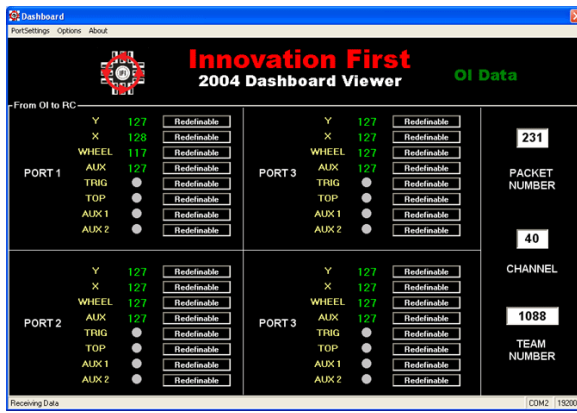 Dashboard
PortSettings Options About
IFI
Innovation First
2004 Dashboard Viewer
OI Data
From OI to RC
PORT 1
Y 127 Redefinable
X 128 Redefinable
WHEEL 117 Redefinable
AUX 127 Redefinable
TRIG Redefinable
TOP Redefinable
AUX 1 Redefinable
AUX 2 Redefinable
PORT 3
Y 127 Redefinable
X 127 Redefinable
WHEEL 127 Redefinable
AUX 127 Redefinable
TRIG Redefinable
TOP Redefinable
AUX 1 Redefinable
AUX 2 Redefinable
PORT 2
Y 127 Redefinable
X 127 Redefinable
WHEEL 127 Redefinable
AUX 127 Redefinable
TRIG Redefinable
TOP Redefinable
AUX 1 Redefinable
AUX 2 Redefinable
PORT 3
Y 127 Redefinable
X 127 Redefinable
WHEEL 127 Redefinable
AUX 127 Redefinable
TRIG Redefinable
TOP Redefinable
AUX 1 Redefinable
AUX 2 Redefinable
231
PACKET
NUMBER
40
CHANNEL
1088
TEAM
NUMBER
Receiving Data
COM2 19200